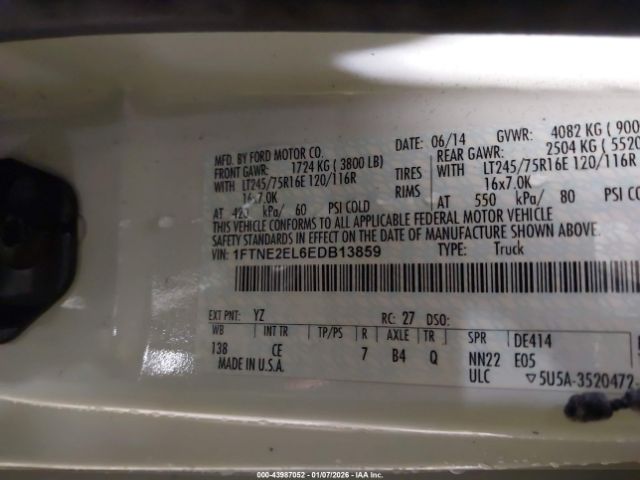 MFD. BY FORD MOTOR CO. DATE: 06/14 GVWR: 4082 KG ( 900
FRONT GAWR: 1724 KG ( 3800 LB) REAR GAWR: 2504 KG ( 5520
WITH LT245/75R16E 120/116R TIRES WITH LT245/75R16E 120/116R
16x7.0K RIMS 16x7.0K
AT 420 kPa/ 60 PSI COLD AT 550 kPa/ 80 PSI COL
THIS VEHICLE CONFORMS TO ALL APPLICABLE FEDERAL MOTOR VEHICLE
SAFETY STANDARDS IN EFFECT ON THE DATE OF MANUFACTURE SHOWN ABOVE.
VIN: 1FTNE2EL6EDB13859 TYPE: Truck
EXT PNT: YZ RC: 27 DSO:
WB INT TR TP/PS R AXLE TR SPR DE414
138 CE 7 B4 Q NN22 E05
MADE IN U.S.A. ULC ▽5U5A-3520472
000-43987052 - 01/07/2026 - IAAI.COM